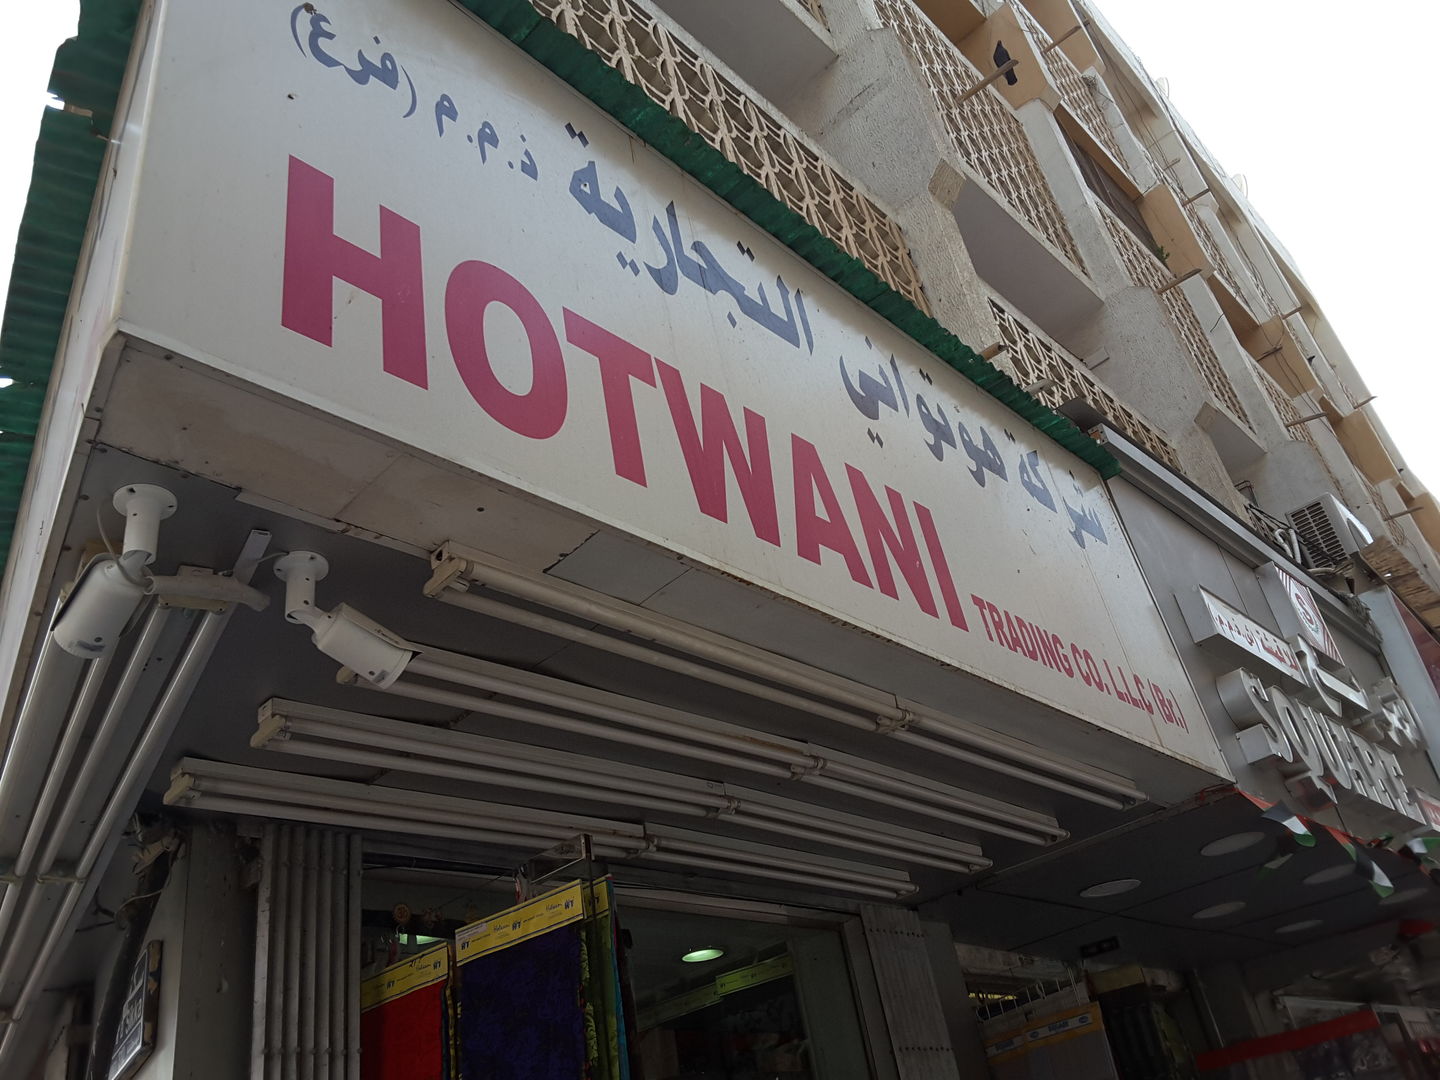 شركة هوتواني التجارية ذ.م.م (فرع)
HOTWANI TRADING CO. L.L.C (Br.)
SQUARE